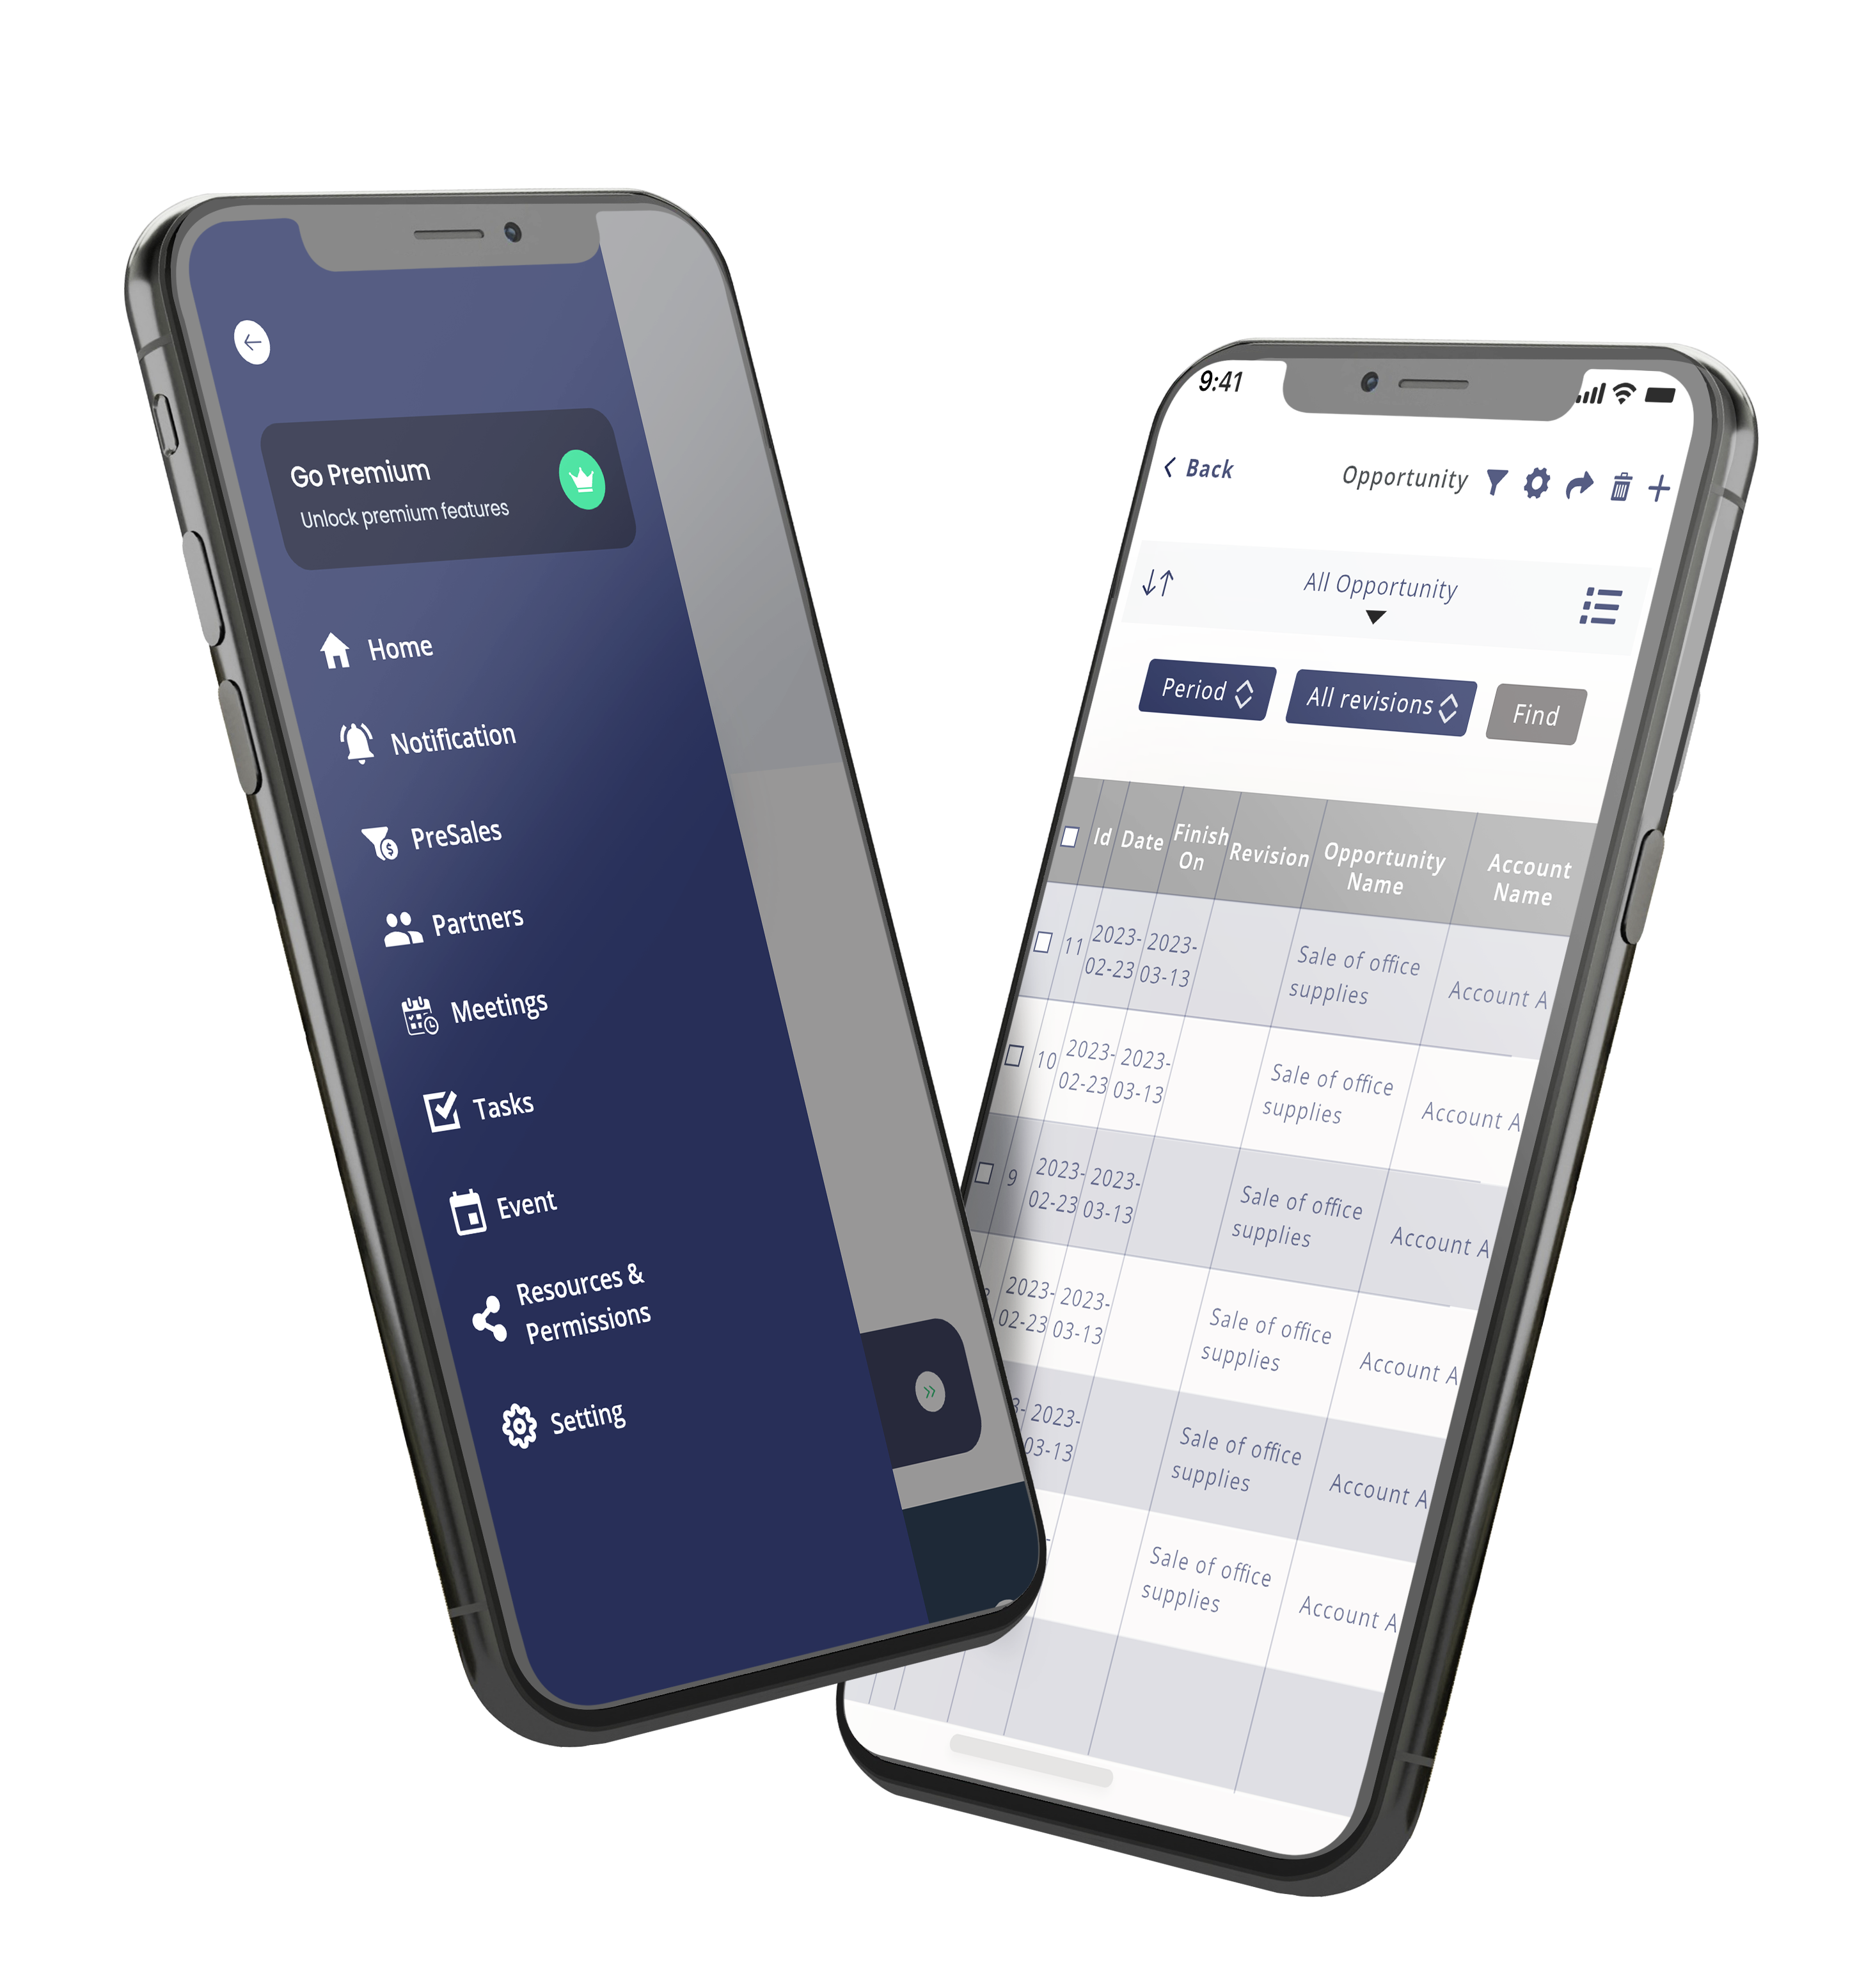 Go Premium
Unlock premium features
Home
Notification
PreSales
Partners
Meetings
Tasks
Event
Resources &
Permissions
Setting
9:41
Back
Opportunity
All Opportunity
Period
All revisions
Find
Id
Date
Finish
On
Revision
Opportunity
Name
Account
Name
11
2023-
02-23
2023-
03-13
Sale of office
supplies
Account A
10
2023-
02-23
2023-
03-13
Sale of office
supplies
Account A
9
2023-
02-23
2023-
03-13
Sale of office
supplies
Account A
2023-
02-23
2023-
03-13
Sale of office
supplies
Account A
2023-
03-13
Sale of office
supplies
Account A
Sale of office
supplies
Account A